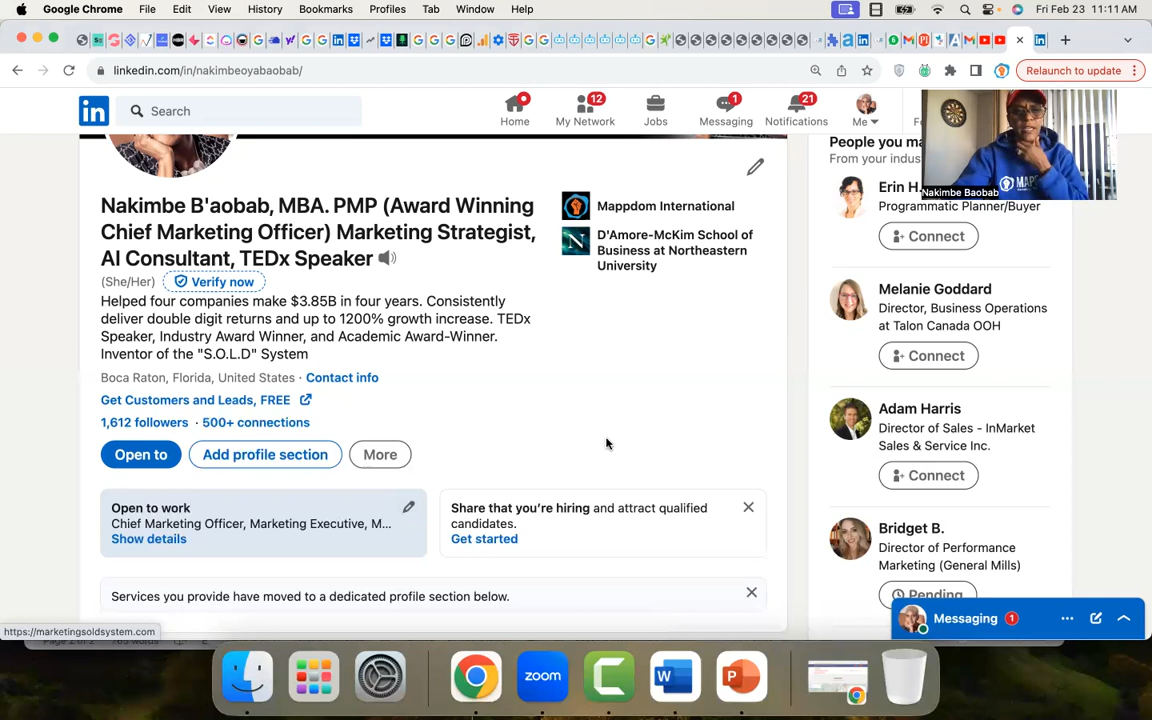 Google Chrome File Edit View History Bookmarks Profiles Tab Window Help Fri Feb 23 11:11 AM
linkedin.com/in/nakimbeoyabaobab/ Relaunch to update
in Search
Home
12 My Network
Jobs
1 Messaging
21 Notifications
Me
Nakimbe Baobab
Nakimbe B'aobab, MBA. PMP (Award Winning
Chief Marketing Officer) Marketing Strategist,
AI Consultant, TEDx Speaker
(She/Her) Verify now
Helped four companies make $3.85B in four years. Consistently
deliver double digit returns and up to 1200% growth increase. TEDx
Speaker, Industry Award Winner, and Academic Award-Winner.
Inventor of the "S.O.L.D" System
Boca Raton, Florida, United States · Contact info
Get Customers and Leads, FREE
1,612 followers · 500+ connections
Open to Add profile section More
Mappdom International
D'Amore-McKim School of
Business at Northeastern
University
Open to work
Chief Marketing Officer, Marketing Executive, M...
Show details
Share that you're hiring and attract qualified
candidates.
Get started
Services you provide have moved to a dedicated profile section below.
People you ma
From your indus
Erin H.
Programmatic Planner/Buyer
Connect
Melanie Goddard
Director, Business Operations
at Talon Canada OOH
Connect
Adam Harris
Director of Sales - InMarket
Sales & Service Inc.
Connect
Bridget B.
Director of Performance
Marketing (General Mills)
Pending
Messaging 1
https://marketingsoldsystem.com
zoom